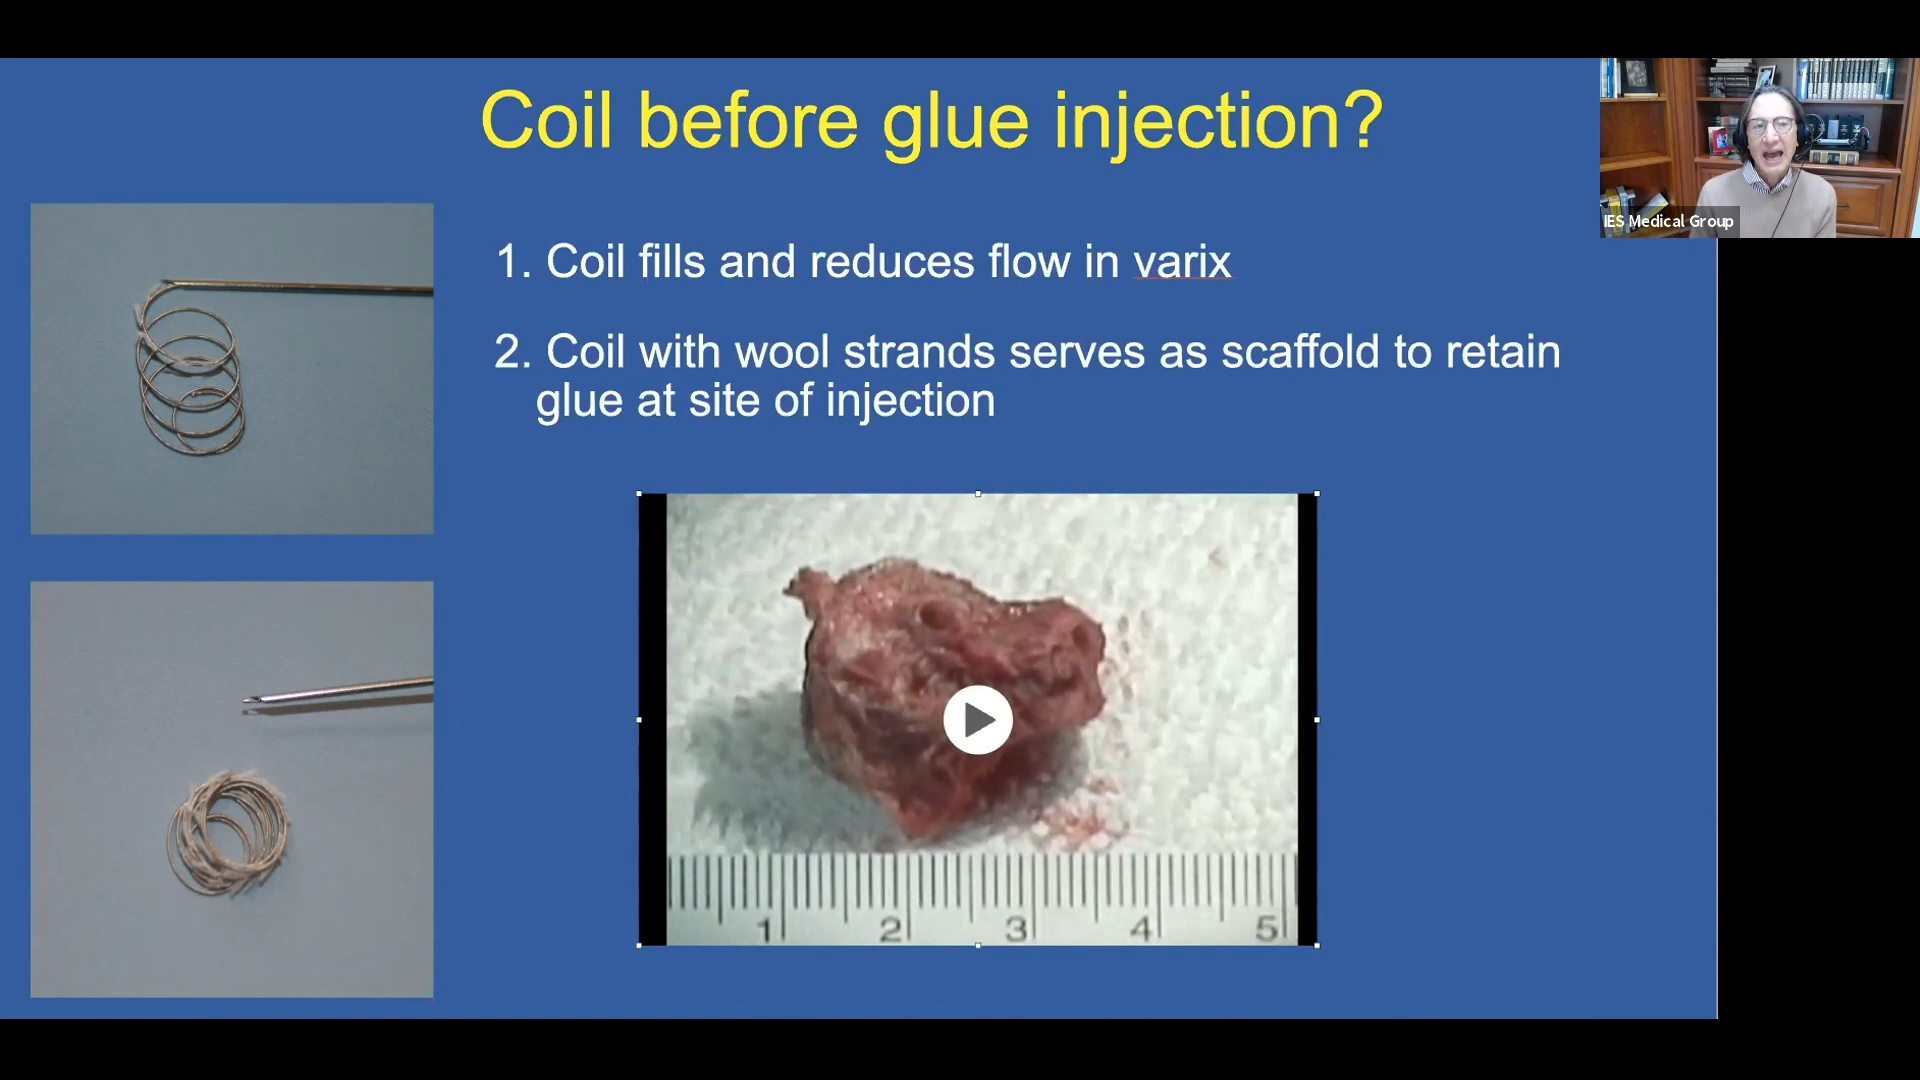 Coil before glue injection?
IES Medical Group
1. Coil fills and reduces flow in varix
2. Coil with wool strands serves as scaffold to retain
glue at site of injection
1 2 3 4 5